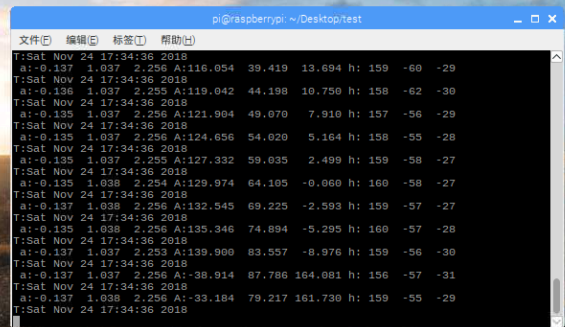 pi@raspberrypi: ~/Desktop/test
文件(F) 编辑(E) 标签(T) 帮助(H)
T:Sat Nov 24 17:34:36 2018
a:-0.137 1.037 2.256 A:116.054 39.419 13.694 h: 159 -60 -29
T:Sat Nov 24 17:34:36 2018
a:-0.136 1.037 2.255 A:119.042 44.198 10.750 h: 158 -62 -30
T:Sat Nov 24 17:34:36 2018
a:-0.135 1.037 2.256 A:121.904 49.070 7.910 h: 157 -56 -29
T:Sat Nov 24 17:34:36 2018
a:-0.135 1.037 2.256 A:124.656 54.020 5.164 h: 158 -55 -28
T:Sat Nov 24 17:34:36 2018
a:-0.135 1.037 2.255 A:127.332 59.035 2.499 h: 159 -58 -27
T:Sat Nov 24 17:34:36 2018
a:-0.135 1.038 2.254 A:129.974 64.105 -0.060 h: 160 -58 -27
T:Sat Nov 24 17:34:36 2018
a:-0.137 1.038 2.256 A:132.545 69.225 -2.593 h: 159 -57 -27
T:Sat Nov 24 17:34:36 2018
a:-0.135 1.038 2.256 A:135.346 74.894 -5.295 h: 160 -57 -28
T:Sat Nov 24 17:34:36 2018
a:-0.137 1.037 2.253 A:139.900 83.557 -8.976 h: 159 -56 -30
T:Sat Nov 24 17:34:36 2018
a:-0.137 1.037 2.256 A:-38.914 87.786 164.081 h: 156 -57 -31
T:Sat Nov 24 17:34:36 2018
a:-0.137 1.038 2.256 A:-33.184 79.217 161.730 h: 159 -55 -29
T:Sat Nov 24 17:34:36 2018